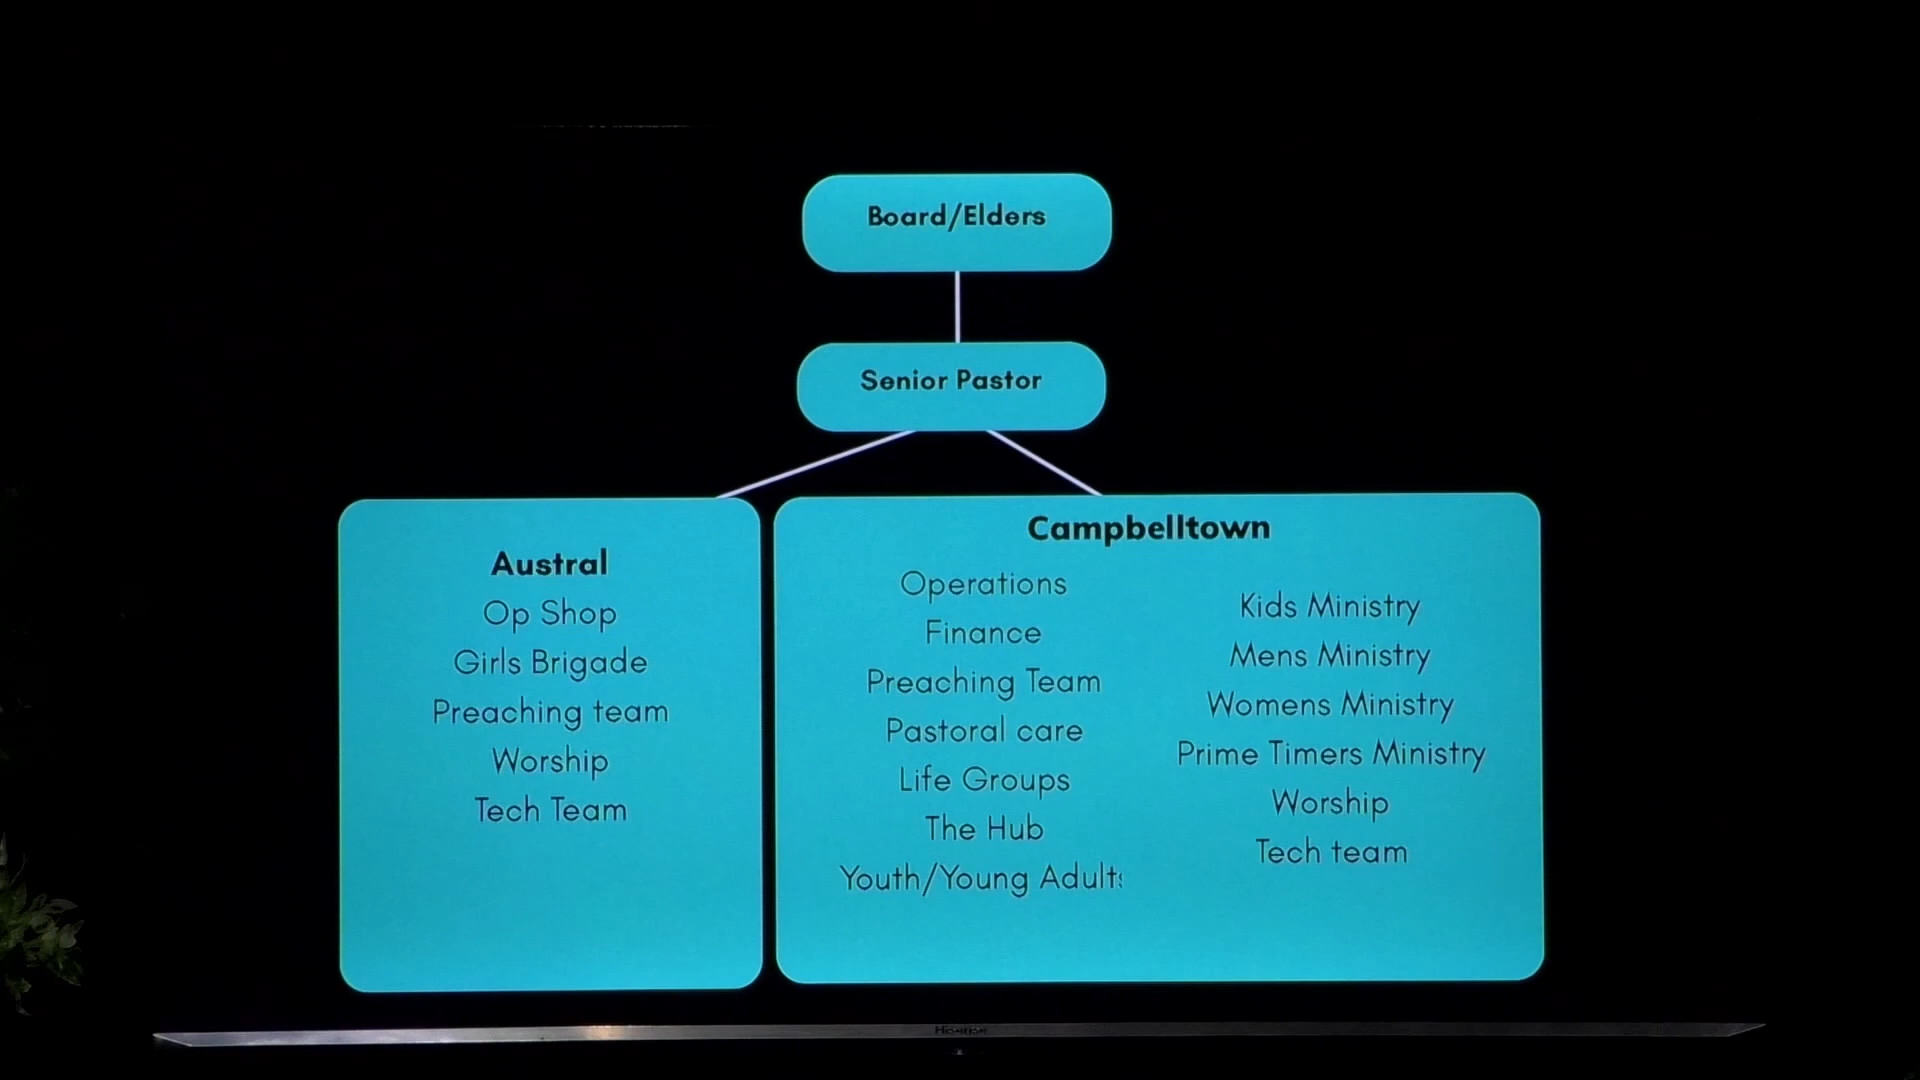 Board/Elders
Senior Pastor
Austral
Op Shop
Girls Brigade
Preaching team
Worship
Tech Team
Campbelltown
Operations
Finance
Preaching Team
Pastoral care
Life Groups
The Hub
Youth/Young Adults
Kids Ministry
Mens Ministry
Womens Ministry
Prime Timers Ministry
Worship
Tech team
Hisense